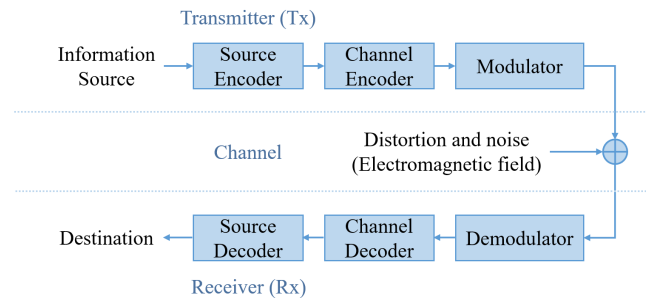 Transmitter (Tx)
Information
Source
Source
Encoder
Channel
Encoder
Modulator
Channel
Distortion and noise
(Electromagnetic field)
Destination
Source
Decoder
Channel
Decoder
Demodulator
Receiver (Rx)